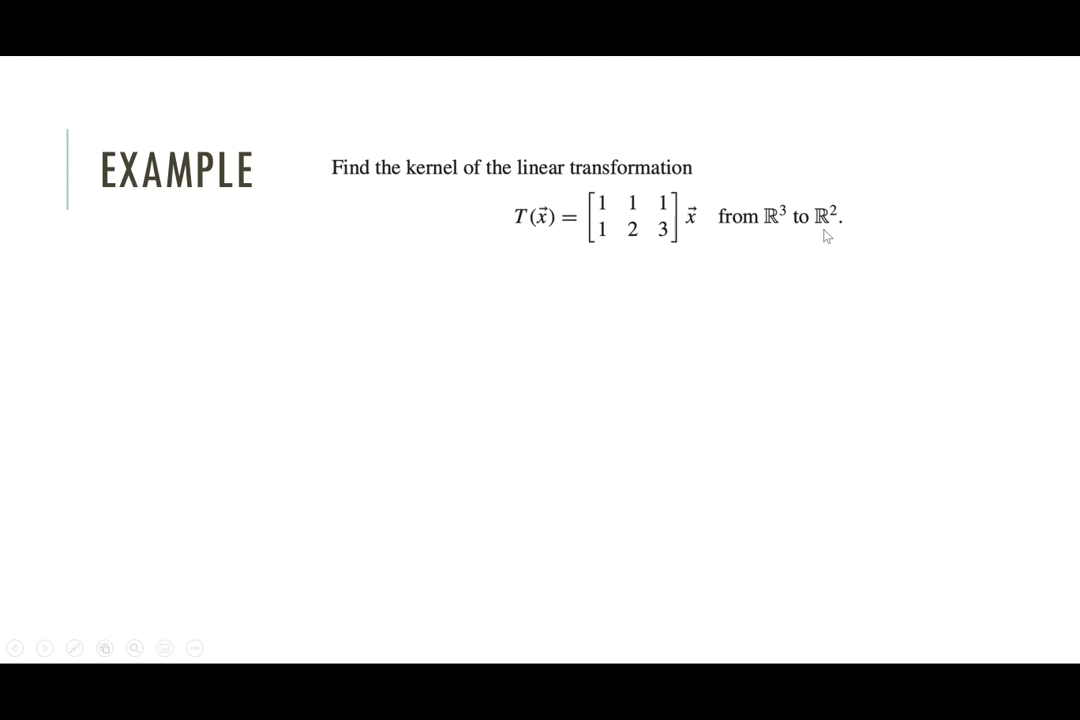 EXAMPLE
Find the kernel of the linear transformation
T(x⃗) = [1 1 1; 1 2 3] x⃗ from ℝ³ to ℝ².